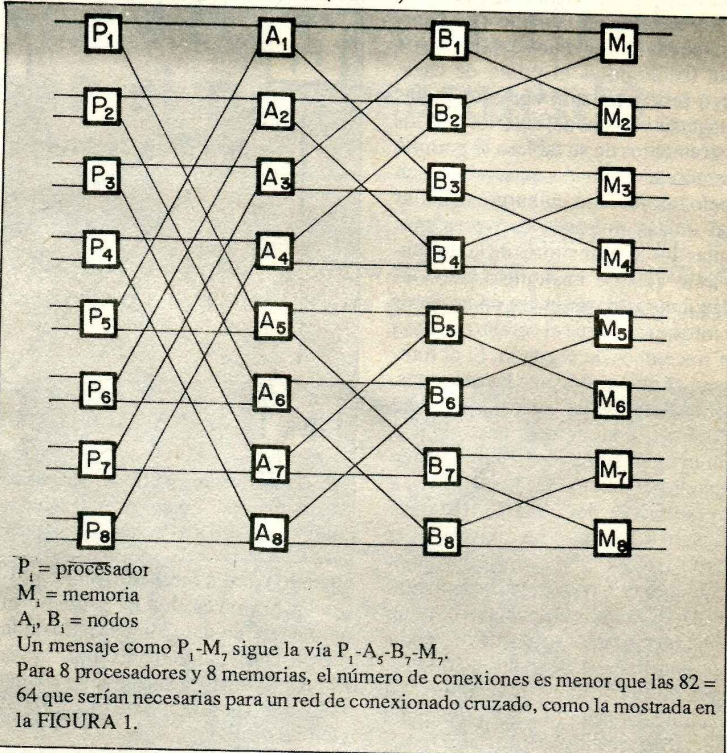 P₁ A₁ B₁ M₁
P₂ A₂ B₂ M₂
P₃ A₃ B₃ M₃
P₄ A₄ B₄ M₄
P₅ A₅ B₅ M₅
P₆ A₆ B₆ M₆
P₇ A₇ B₇ M₇
P₈ A₈ B₈ M₈
Pᵢ = procesador
Mᵢ = memoria
Aᵢ, Bᵢ = nodos
Un mensaje como P₁-M₇ sigue la vía P₁-A₅-B₇-M₇.
Para 8 procesadores y 8 memorias, el número de conexiones es menor que las 82 =
64 que serían necesarias para un red de conexionado cruzado, como la mostrada en
la FIGURA 1.